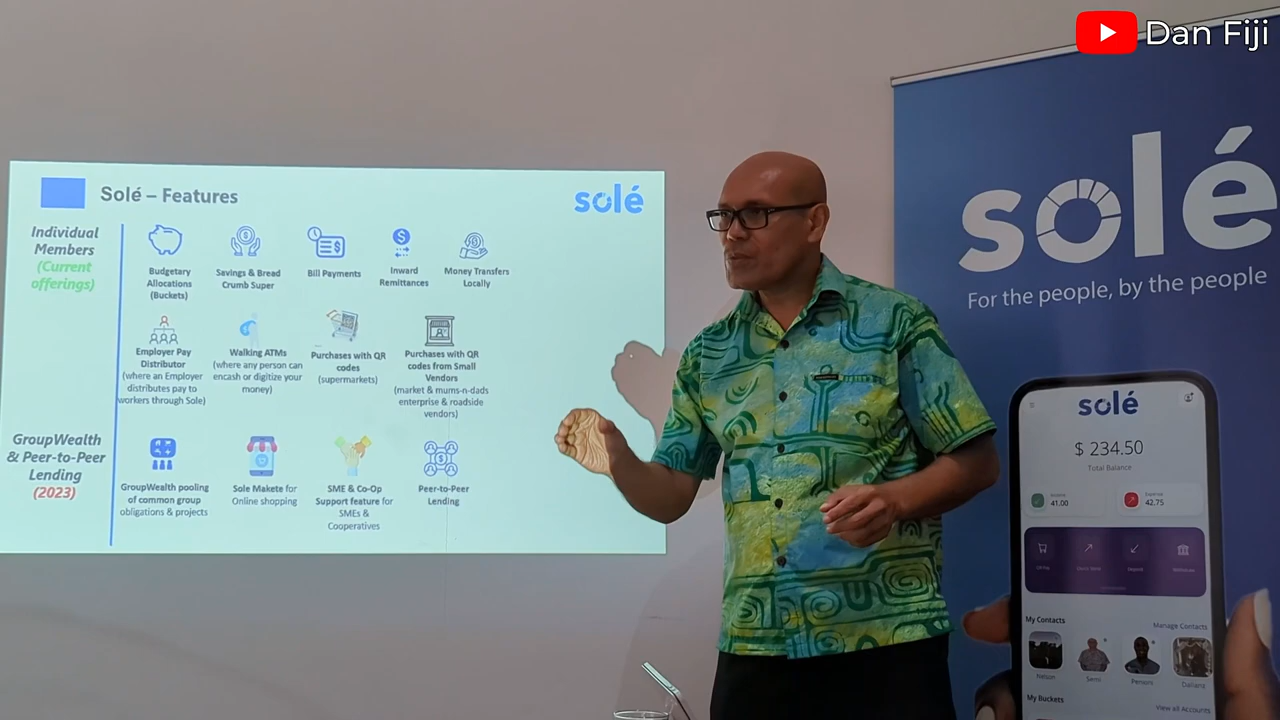 Dan Fiji
Solé – Features
solé
Individual
Members
(Current
offerings)
Budgetary
Allocations
(Buckets)
Savings & Bread
Crumb Super
Bill Payments
Inward
Remittances
Money Transfers
Locally
Employer Pay
Distributor
(where an Employer
distributes pay to
workers through Sole)
Walking ATMs
(where any person can
encash or digitize your
money)
Purchases with QR
codes
(supermarkets)
Purchases with QR
codes from Small
Vendors
(market & mums-n-dads
enterprise & roadside
vendors)
GroupWealth
& Peer-to-Peer
Lending
(2023)
GroupWealth pooling
of common group
obligations & projects
Sole Makete for
Online shopping
SME & Co-Op
Support feature for
SMEs &
Cooperatives
Peer-to-Peer
Lending
solé
For the people, by the people
solé
$ 234.50
Total Balance
41.00
42.75
My Contacts
Manage Contacts
Nelson
Semi
Pensini
Dalianz
My Buckets
View all Accounts